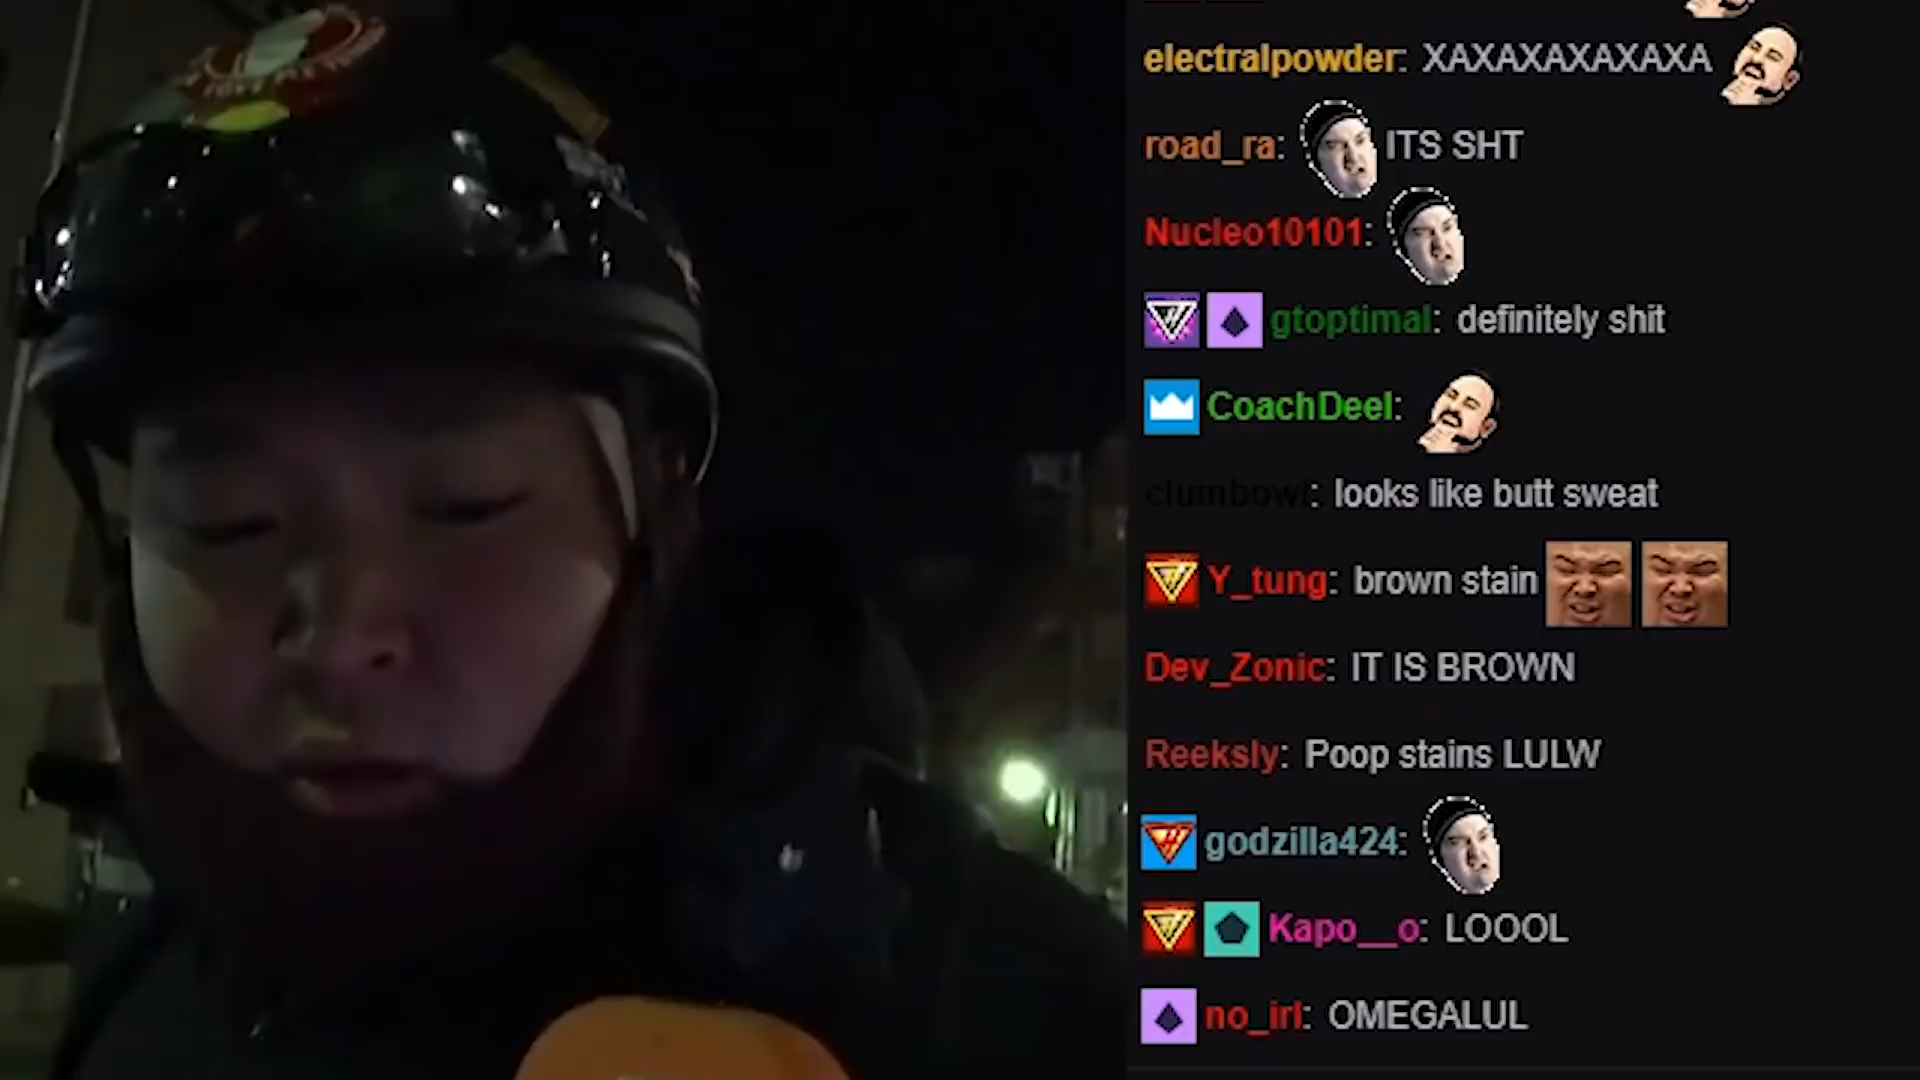 electralpowder: XAXAXAXAXAXA
road_ra: ITS SHT
Nucleo10101:
gtoptimal: definitely shit
CoachDeel:
clumbowl: looks like butt sweat
Y_tung: brown stain
Dev_Zonic: IT IS BROWN
Reeksly: Poop stains LULW
godzilla424:
Kapo__o: LOOOL
no_irl: OMEGALUL